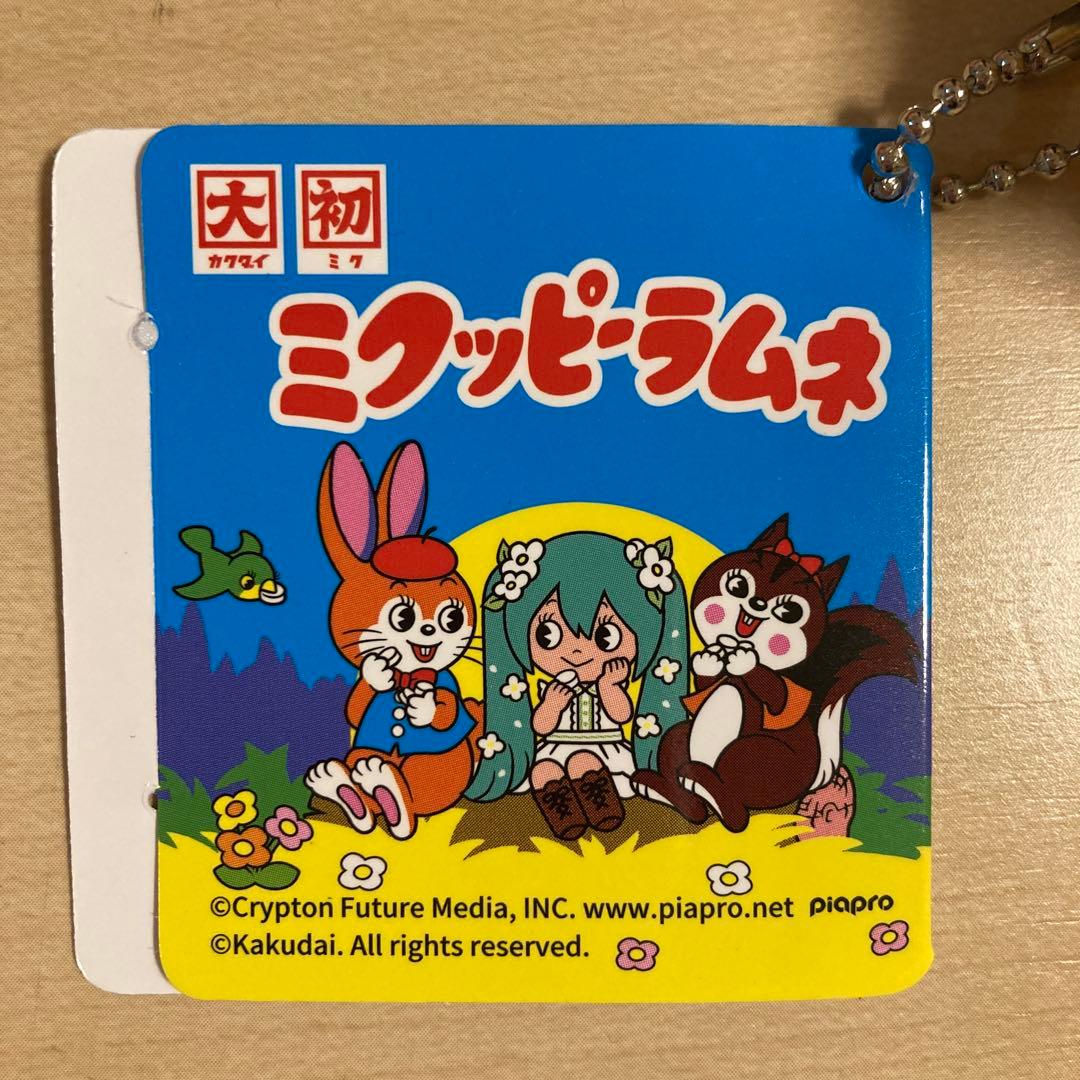 大 初
カクダイ ミク
ミクッピーラムネ
©Crypton Future Media, INC. www.piapro.net piapro
©Kakudai. All rights reserved.